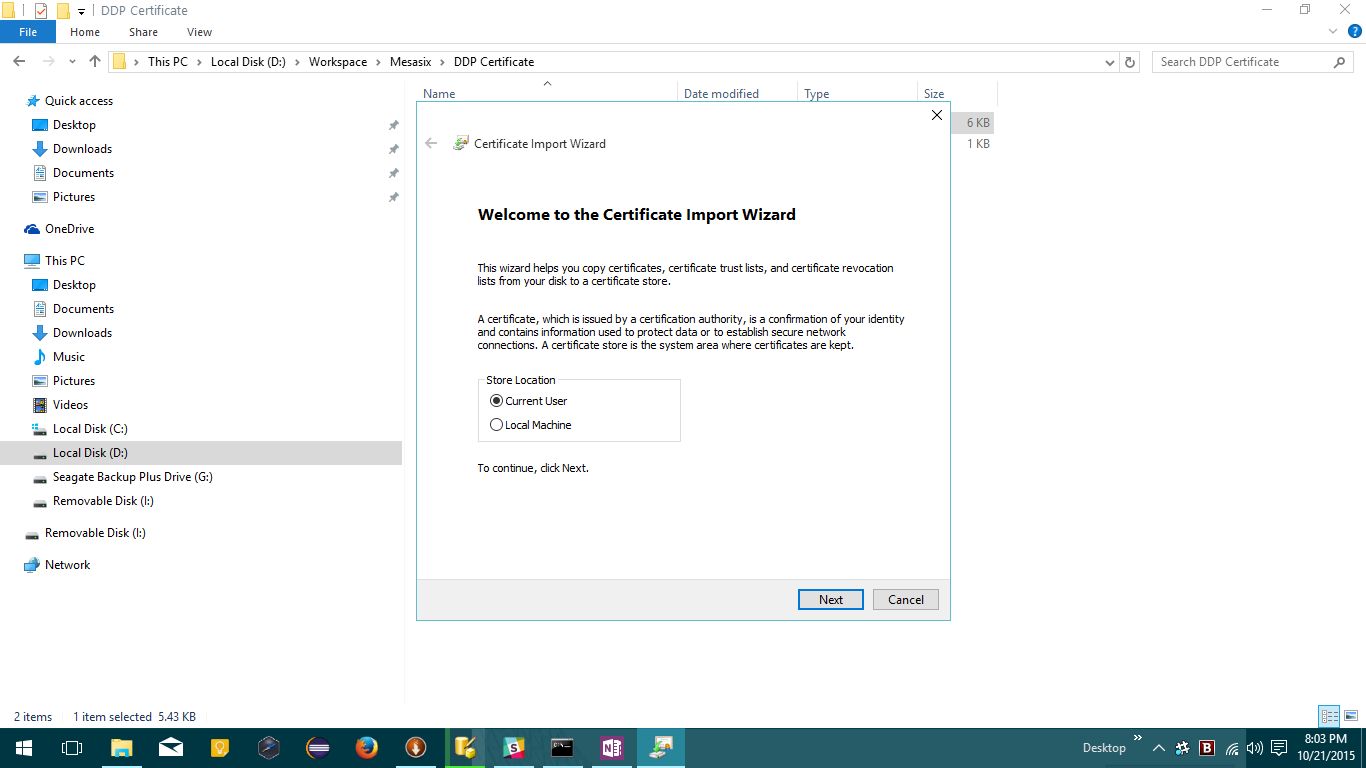 DDP Certificate
File Home Share View
This PC Local Disk (D:) Workspace Mesasix DDP Certificate
Search DDP Certificate
Name Date modified Type Size
Quick access
Desktop
Downloads
Documents
Pictures
OneDrive
This PC
Desktop
Documents
Downloads
Music
Pictures
Videos
Local Disk (C:)
Local Disk (D:)
Seagate Backup Plus Drive (G:)
Removable Disk (I:)
Removable Disk (I:)
Network
6 KB
1 KB
Certificate Import Wizard
Welcome to the Certificate Import Wizard
This wizard helps you copy certificates, certificate trust lists, and certificate revocation
lists from your disk to a certificate store.
A certificate, which is issued by a certification authority, is a confirmation of your identity
and contains information used to protect data or to establish secure network
connections. A certificate store is the system area where certificates are kept.
Store Location
Current User
Local Machine
To continue, click Next.
Next Cancel
2 items 1 item selected 5.43 KB
Desktop
8:03 PM
10/21/2015